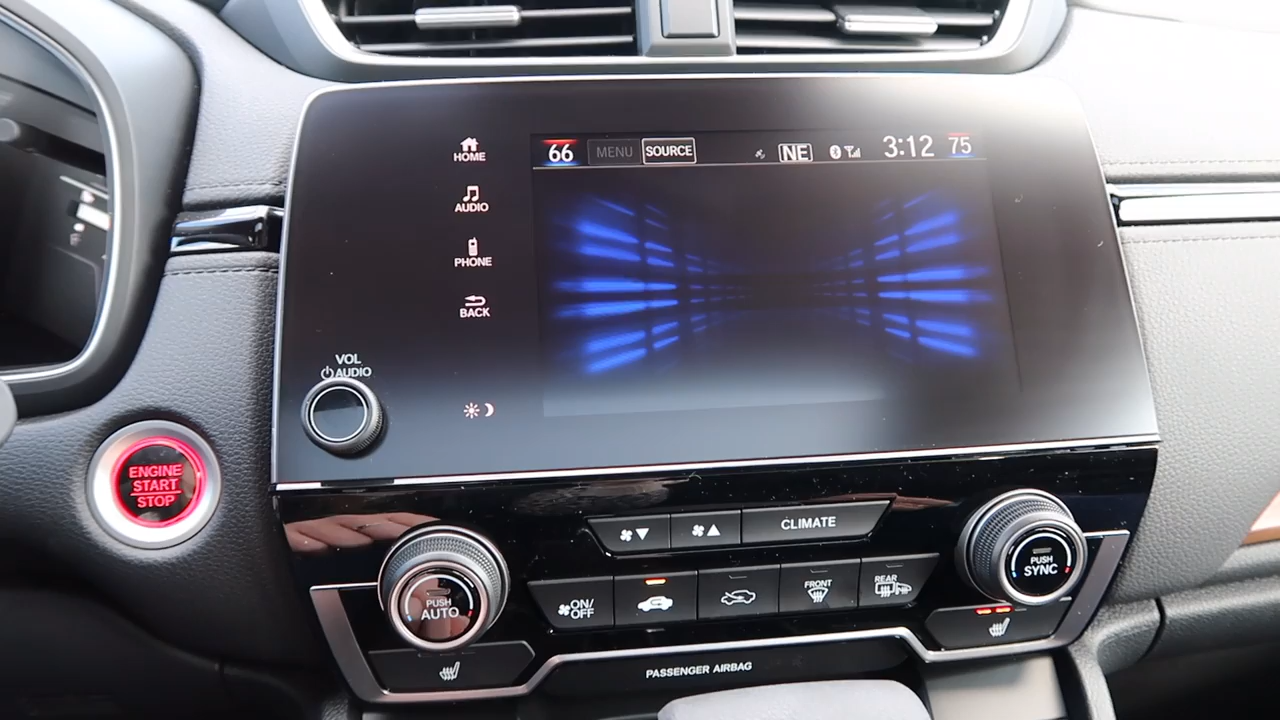 HOME
66 MENU SOURCE NE 3:12 75
AUDIO
PHONE
BACK
VOL
AUDIO
ENGINE
START
STOP
CLIMATE
PUSH
AUTO
ON/
OFF
FRONT
REAR
PUSH
SYNC
PASSENGER AIRBAG